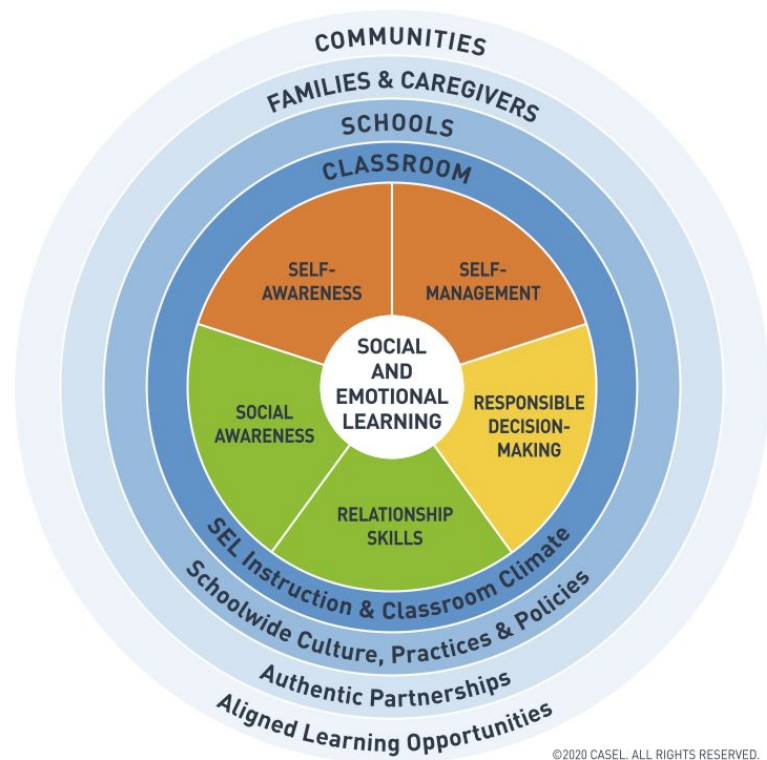 COMMUNITIES
FAMILIES & CAREGIVERS
SCHOOLS
CLASSROOM
SELF-
AWARENESS
SELF-
MANAGEMENT
SOCIAL
AND
EMOTIONAL
LEARNING
SOCIAL
AWARENESS
RESPONSIBLE
DECISION-
MAKING
RELATIONSHIP
SKILLS
SEL Instruction & Classroom Climate
Schoolwide Culture, Practices & Policies
Authentic Partnerships
Aligned Learning Opportunities
©2020 CASEL. ALL RIGHTS RESERVED.